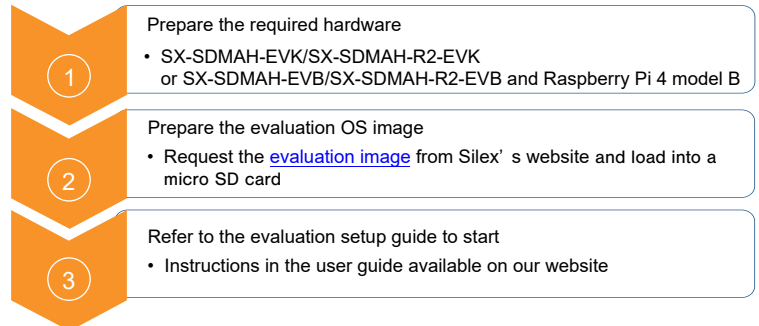 1
Prepare the required hardware
• SX-SDMAH-EVK/SX-SDMAH-R2-EVK
or SX-SDMAH-EVB/SX-SDMAH-R2-EVB and Raspberry Pi 4 model B
2
Prepare the evaluation OS image
• Request the evaluation image from Silex’ s website and load into a
micro SD card
3
Refer to the evaluation setup guide to start
• Instructions in the user guide available on our website